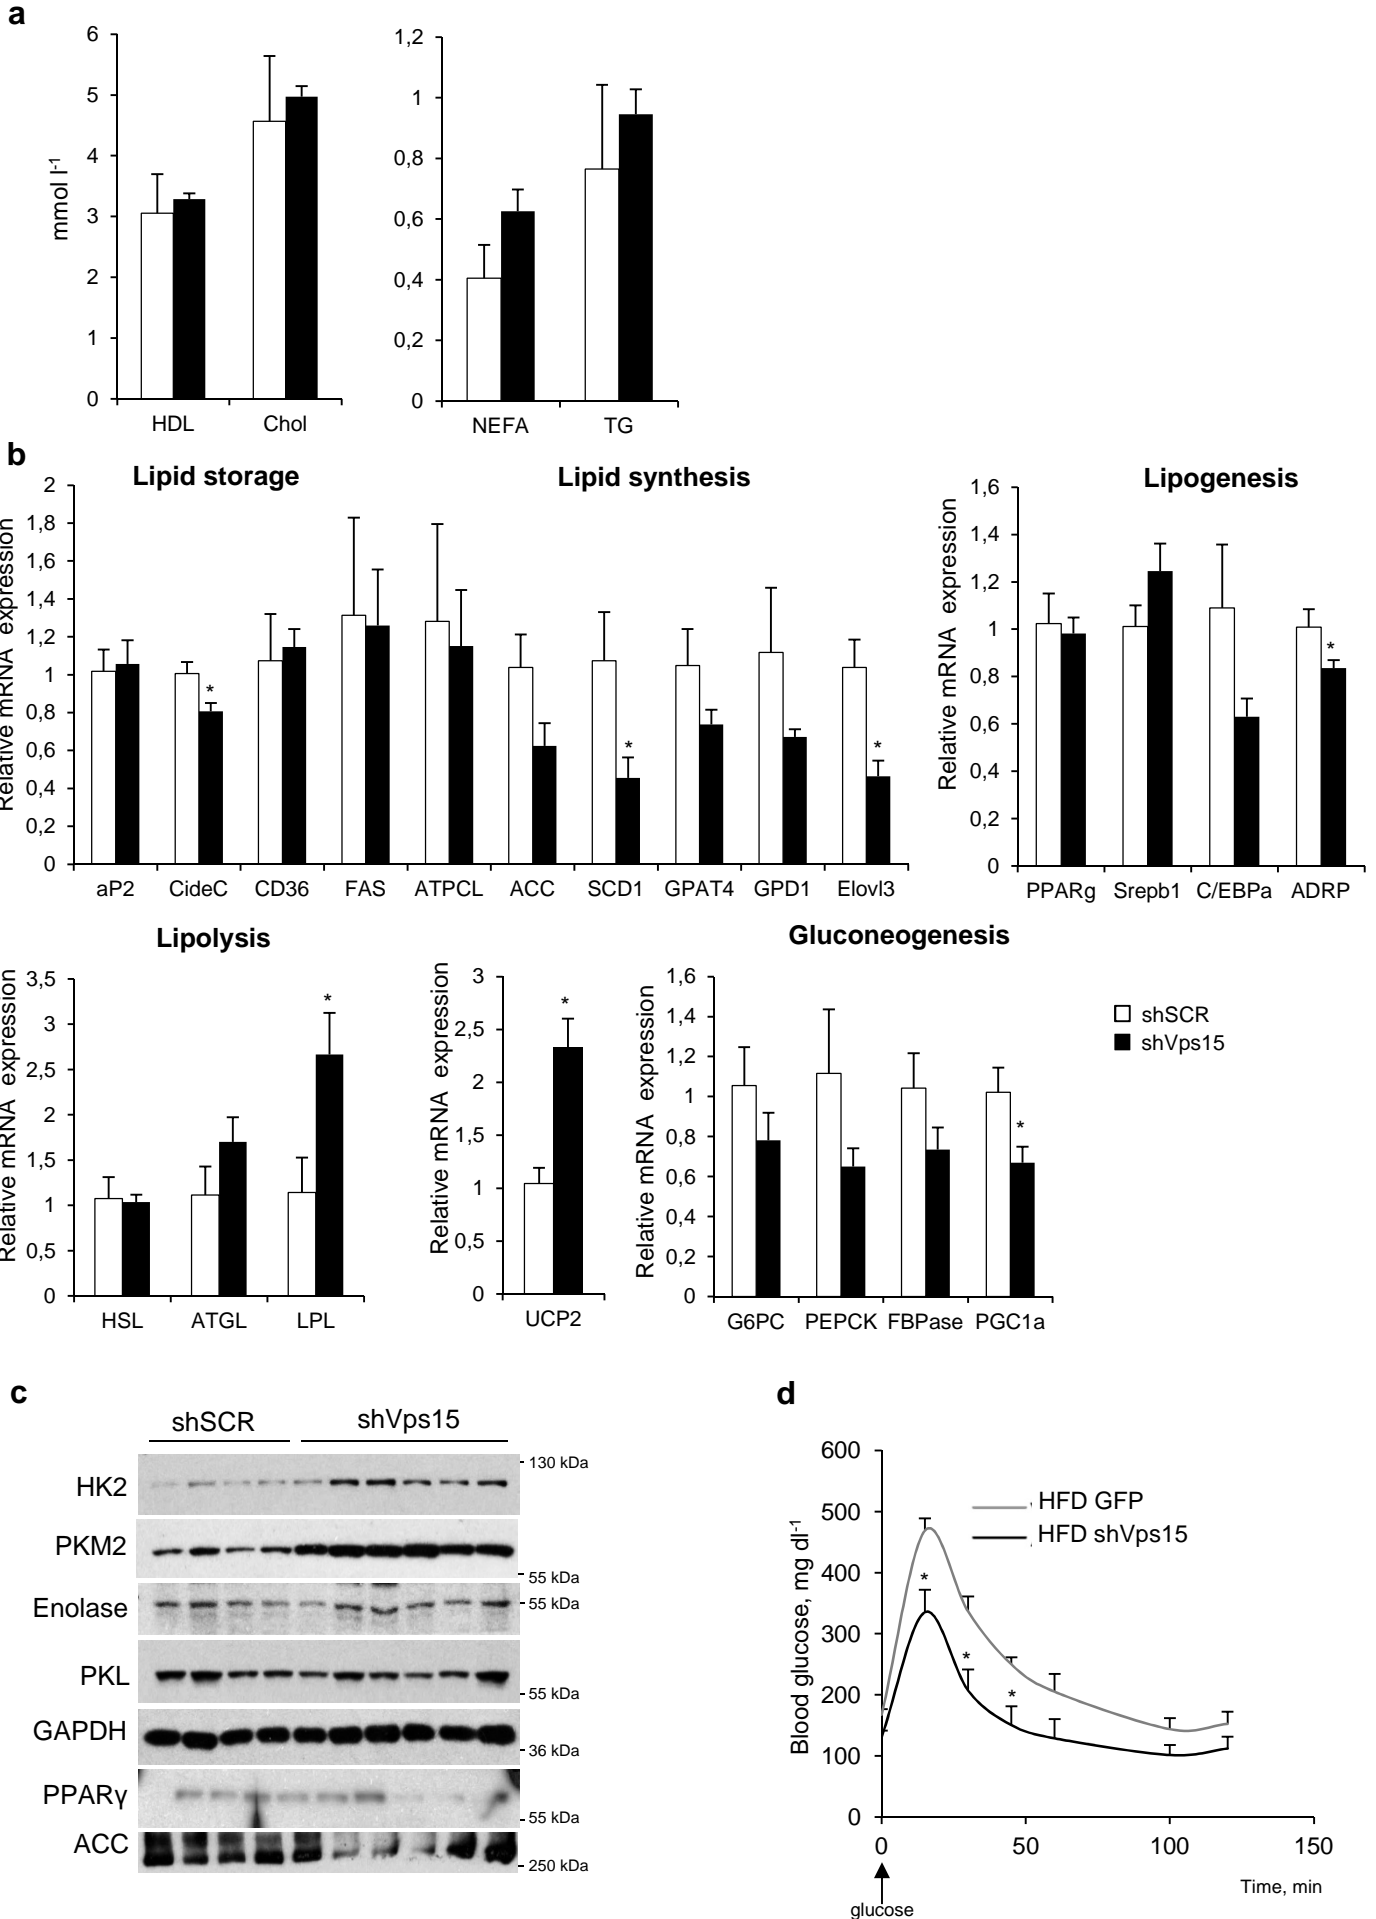 a
6
5
4
3
2
1
0
mmol l-1
HDL Chol
1,2
1
0,8
0,6
0,4
0,2
0
NEFA TG
b
Lipid storage Lipid synthesis
Relative mRNA expression
2
1,8
1,6
1,4
1,2
1
0,8
0,6
0,4
0,2
0
* * *
aP2 CideC CD36 FAS ATPCL ACC SCD1 GPAT4 GPD1 Elovl3
Lipogenesis
Relative mRNA expression
1,6
1,4
1,2
1
0,8
0,6
0,4
0,2
0
*
PPARg Srepb1 C/EBPa ADRP
Lipolysis
Relative mRNA expression
3,5
3
2,5
2
1,5
1
0,5
0
*
HSL ATGL LPL
Relative mRNA expression
3
2,5
2
1,5
1
0,5
0
*
UCP2
Gluconeogenesis
Relative mRNA expression
1,6
1,4
1,2
1
0,8
0,6
0,4
0,2
0
*
G6PC PEPCK FBPase PGC1a
shSCR
shVps15
c
shSCR shVps15
HK2 130 kDa
PKM2 55 kDa
Enolase 55 kDa
PKL 55 kDa
GAPDH 36 kDa
PPARγ 55 kDa
ACC 250 kDa
d
Blood glucose, mg dl-1
600
500
400
300
200
100
0
HFD GFP
HFD shVps15
* * *
0 50 100 150
Time, min
glucose